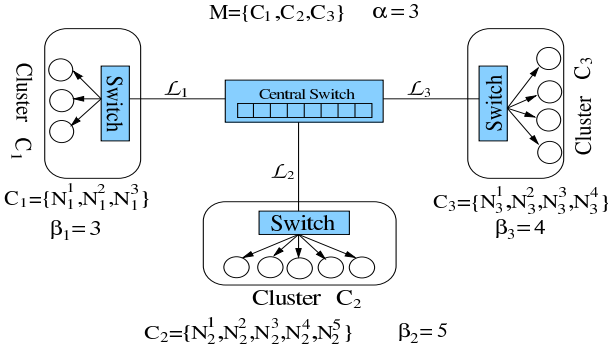 M={C₁,C₂,C₃} α=3
Cluster C₁
Switch
ℒ₁
Central Switch
ℒ₃
Switch
Cluster C₃
C₁={N₁¹,N₁²,N₁³}
β₁=3
ℒ₂
C₃={N₃¹,N₃²,N₃³,N₃⁴}
β₃=4
Switch
Cluster C₂
C₂={N₂¹,N₂²,N₂³,N₂⁴,N₂⁵} β₂=5